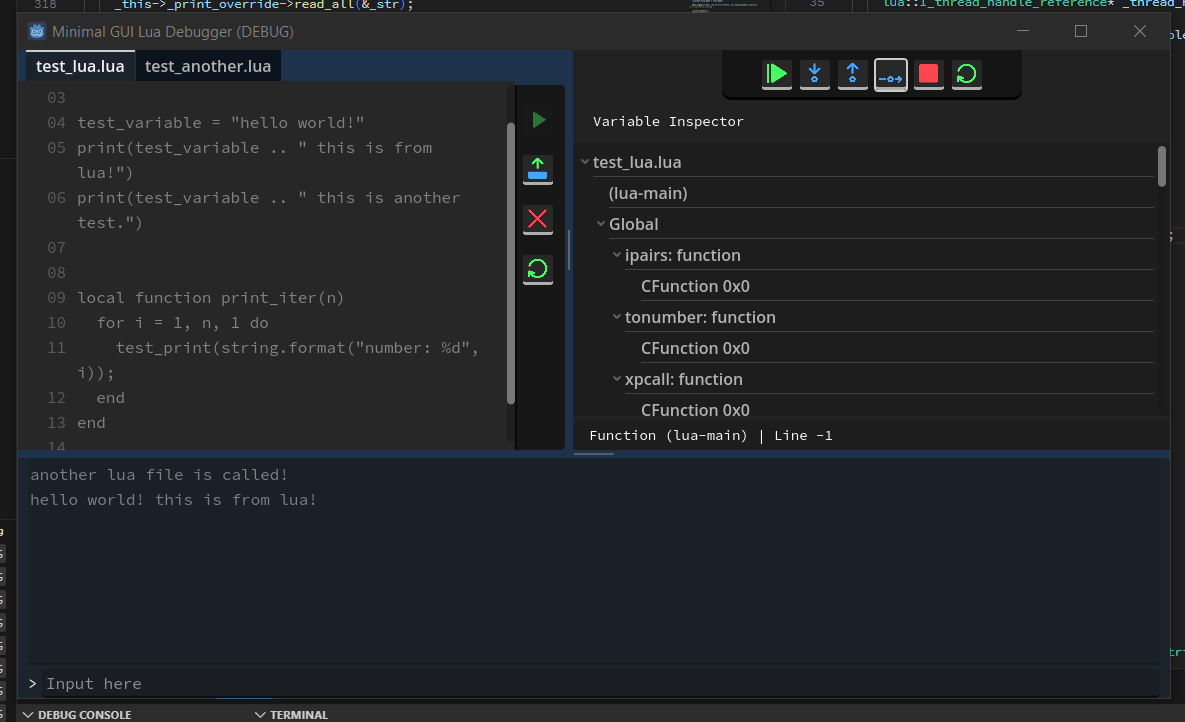 318 _this->_print_override->read_all(&_str);
35 lua::I_thread_handle_reference* _thread_
Minimal GUI Lua Debugger (DEBUG)
test_lua.lua test_another.lua
03
04 test_variable = "hello world!"
05 print(test_variable .. " this is from
lua!")
06 print(test_variable .. " this is another
test.")
07
08
09 local function print_iter(n)
10 for i = 1, n, 1 do
11 test_print(string.format("number: %d",
i));
12 end
13 end
14
Variable Inspector
test_lua.lua
(lua-main)
Global
ipairs: function
CFunction 0x0
tonumber: function
CFunction 0x0
xpcall: function
CFunction 0x0
Function (lua-main) | Line -1
another lua file is called!
hello world! this is from lua!
> Input here
DEBUG CONSOLE
TERMINAL